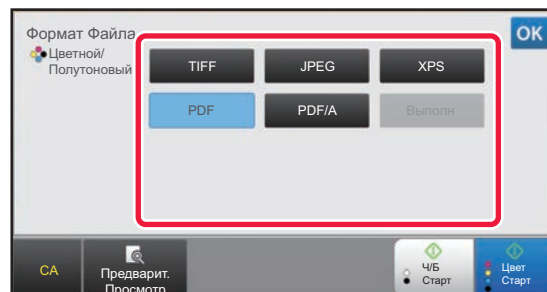 Формат Файла
OK
Цветной/
Полутоновый
TIFF
JPEG
XPS
PDF
PDF/A
Выполн
CA
Предварит.
Просмотр
Ч/Б
Старт
Цвет
Старт